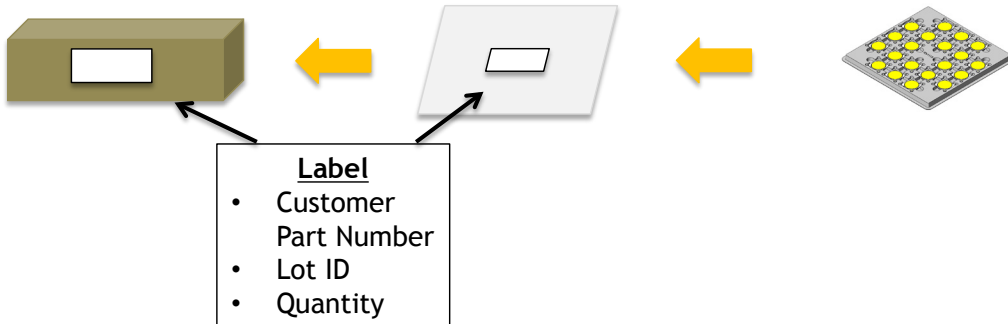 Label
• Customer
Part Number
• Lot ID
• Quantity